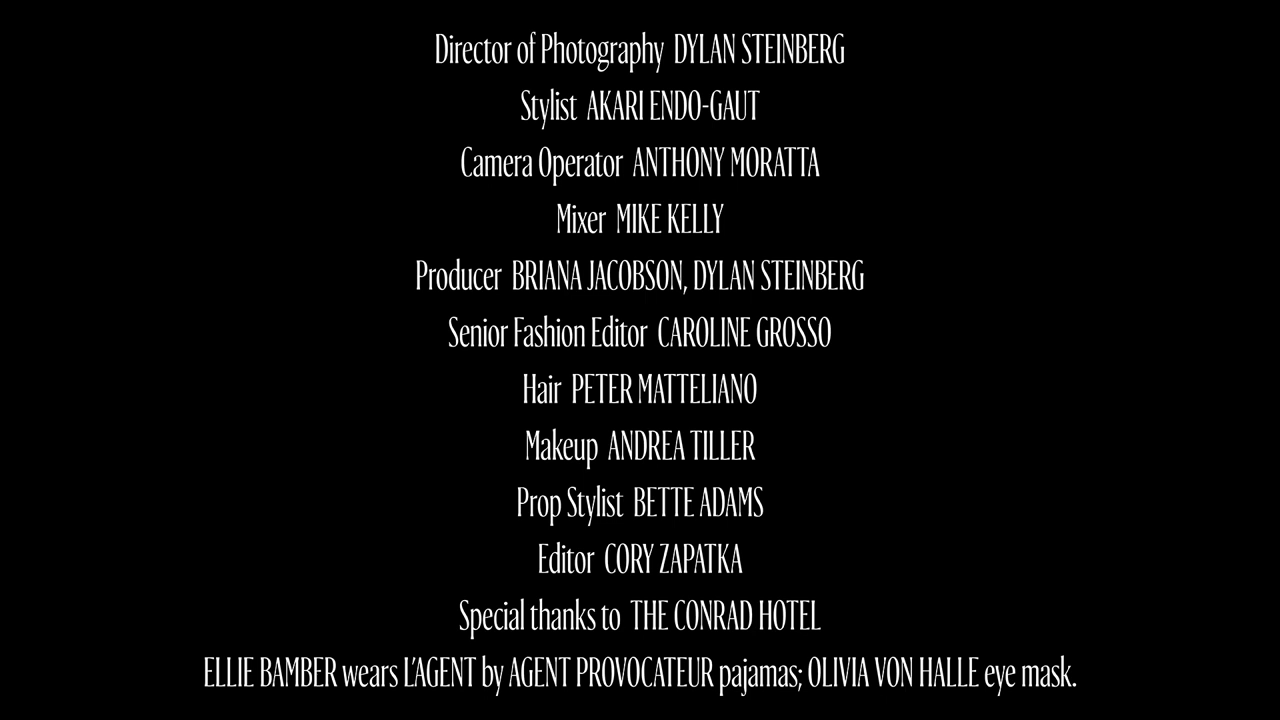 Director of Photography DYLAN STEINBERG
Stylist AKARI ENDO-GAUT
Camera Operator ANTHONY MORATTA
Mixer MIKE KELLY
Producer BRIANA JACOBSON, DYLAN STEINBERG
Senior Fashion Editor CAROLINE GROSSO
Hair PETER MATTELIANO
Makeup ANDREA TILLER
Prop Stylist BETTE ADAMS
Editor CORY ZAPATKA
Special thanks to THE CONRAD HOTEL
ELLIE BAMBER wears L'AGENT by AGENT PROVOCATEUR pajamas; OLIVIA VON HALLE eye mask.